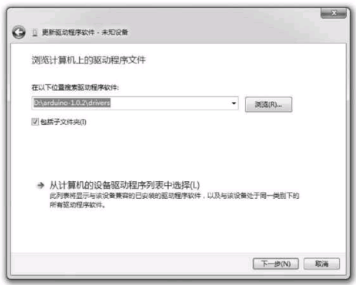 更新驱动程序软件 - 未知设备
浏览计算机上的驱动程序文件
在以下位置搜索驱动程序软件:
D:\arduino-1.0.2\drivers
浏览(R)...
包括子文件夹(I)
从计算机的设备驱动程序列表中选择(L)
此列表将显示与该设备兼容的已安装的驱动程序软件，以及与该设备处于同一类别下的
所有驱动程序软件。
下一步(N)
取消